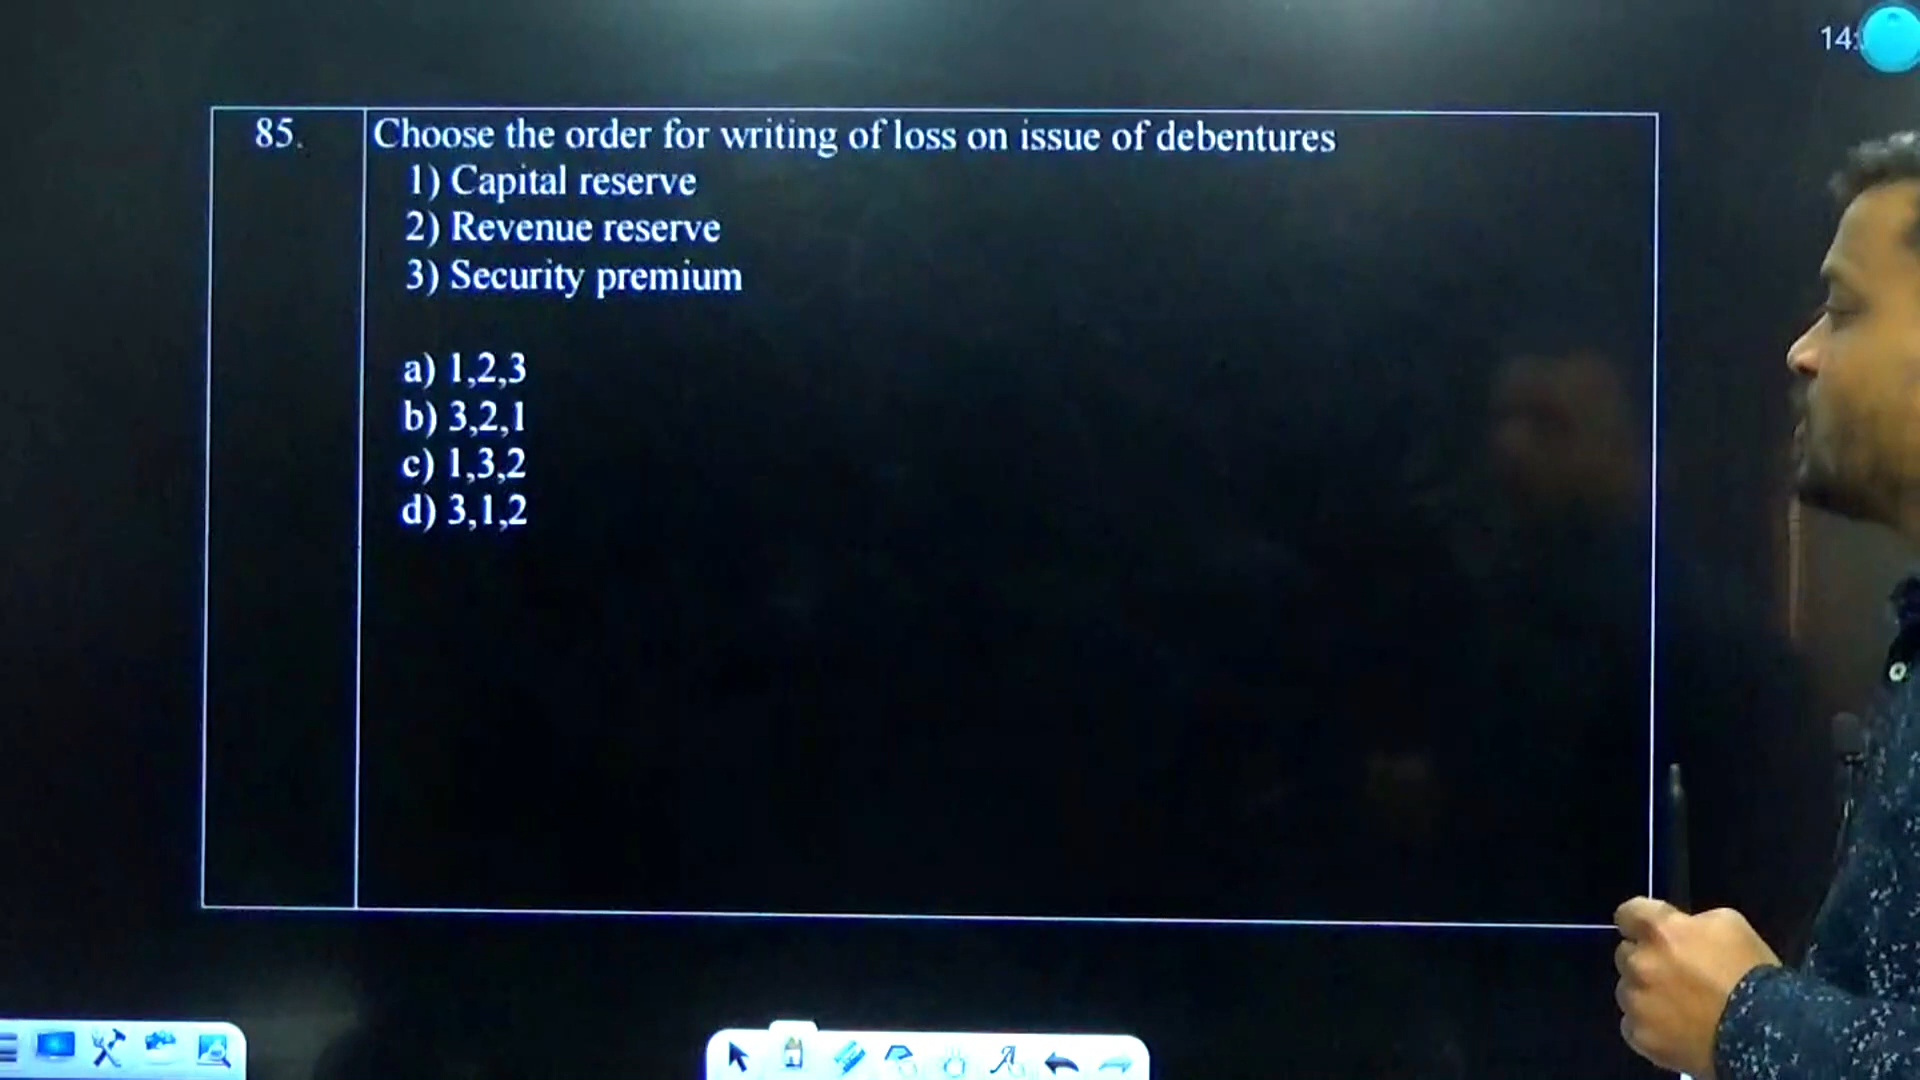 14:
85.
Choose the order for writing of loss on issue of debentures
1) Capital reserve
2) Revenue reserve
3) Security premium
a) 1,2,3
b) 3,2,1
c) 1,3,2
d) 3,1,2